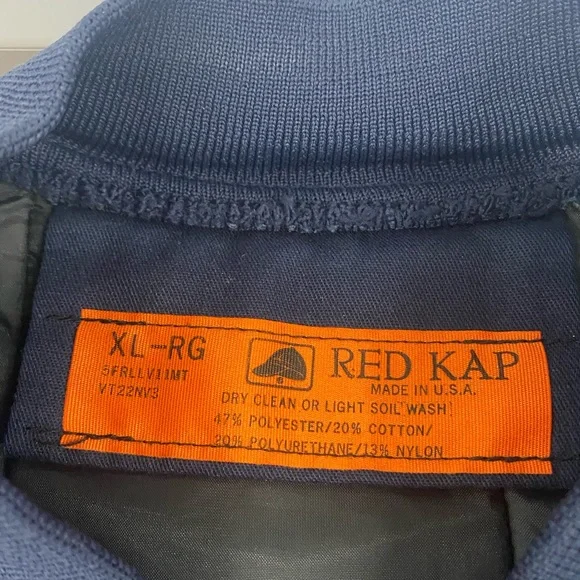 XL-RG
5FRLLV11MT
VT22NV3
RED KAP
MADE IN U.S.A.
DRY CLEAN OR LIGHT SOIL WASH
47% POLYESTER/20% COTTON/
20% POLYURETHANE/13% NYLON